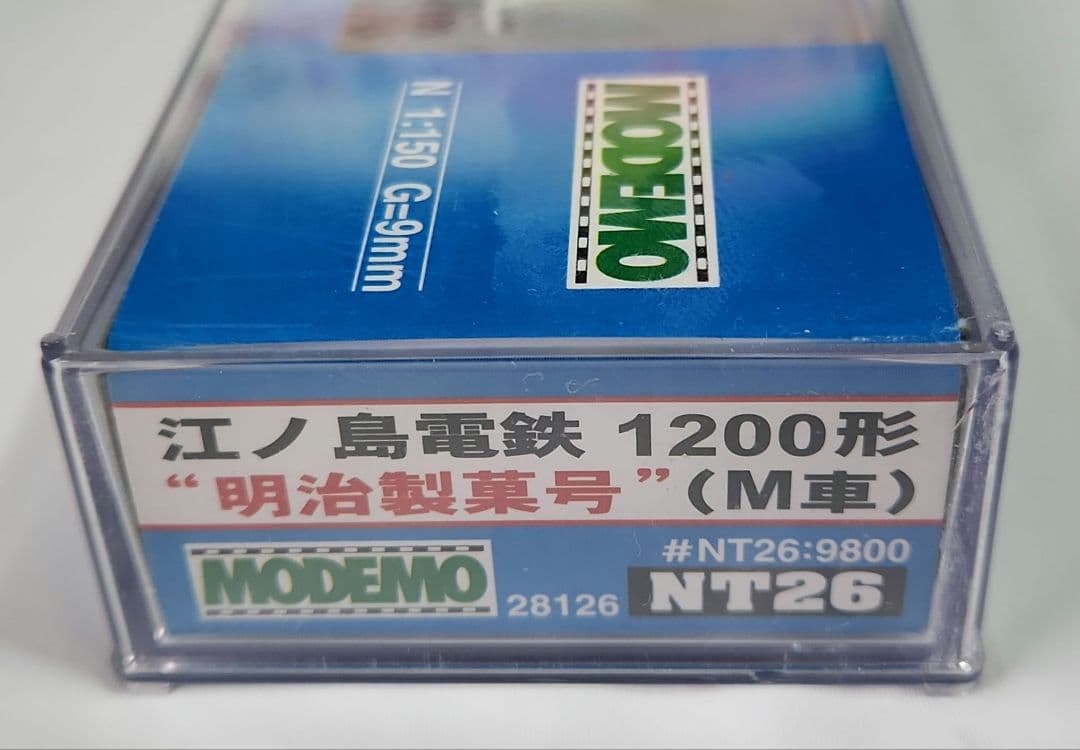 MODEMO
N 1:150 G=9mm
江ノ島電鉄 1200形
“明治製菓号”(M車)
#NT26:9800
MODEMO 28126 NT26